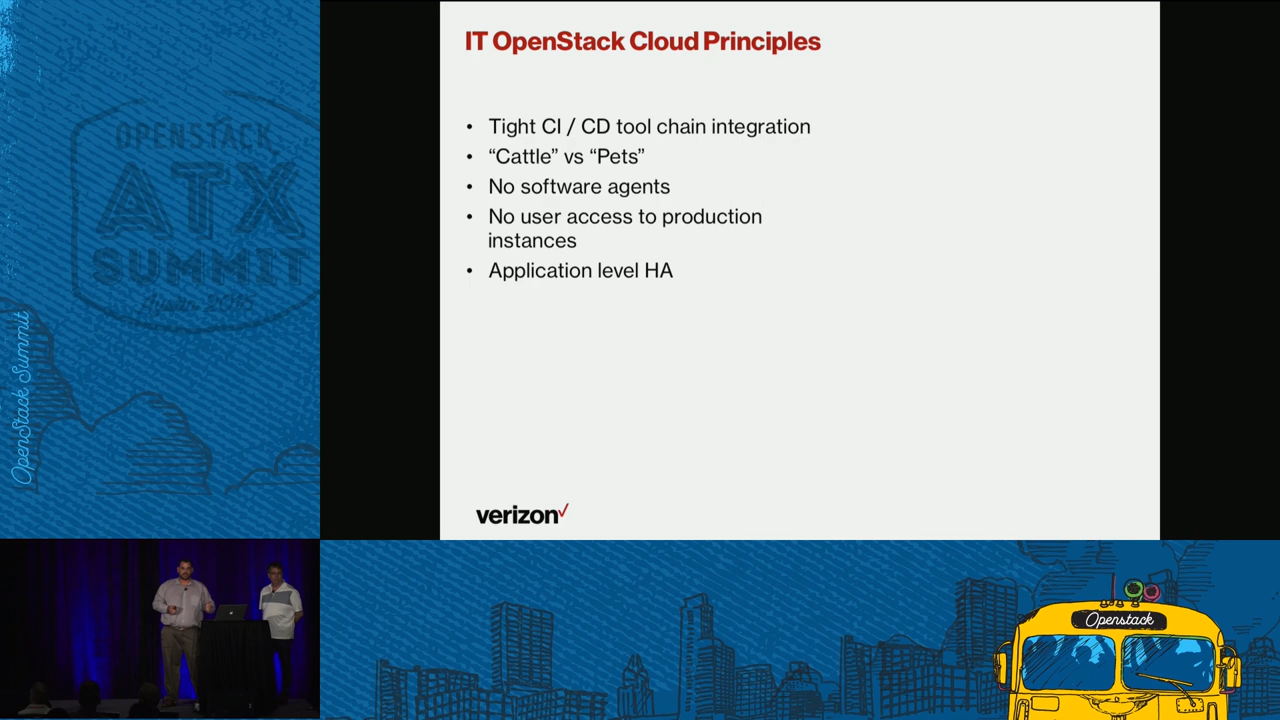 IT OpenStack Cloud Principles
• Tight CI / CD tool chain integration
• “Cattle” vs “Pets”
• No software agents
• No user access to production
instances
• Application level HA
verizon
OPENSTACK
ATX
SUMMIT
Austin 2016
OpenStack Summit
Openstack